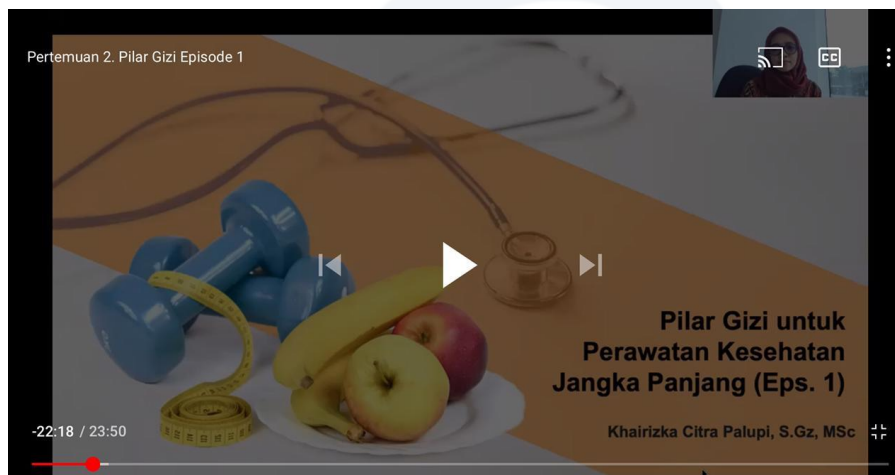 Pertemuan 2. Pilar Gizi Episode 1
CC
Pilar Gizi untuk
Perawatan Kesehatan
Jangka Panjang (Eps. 1)
Khairizka Citra Palupi, S.Gz, MSc
-22:18 / 23:50